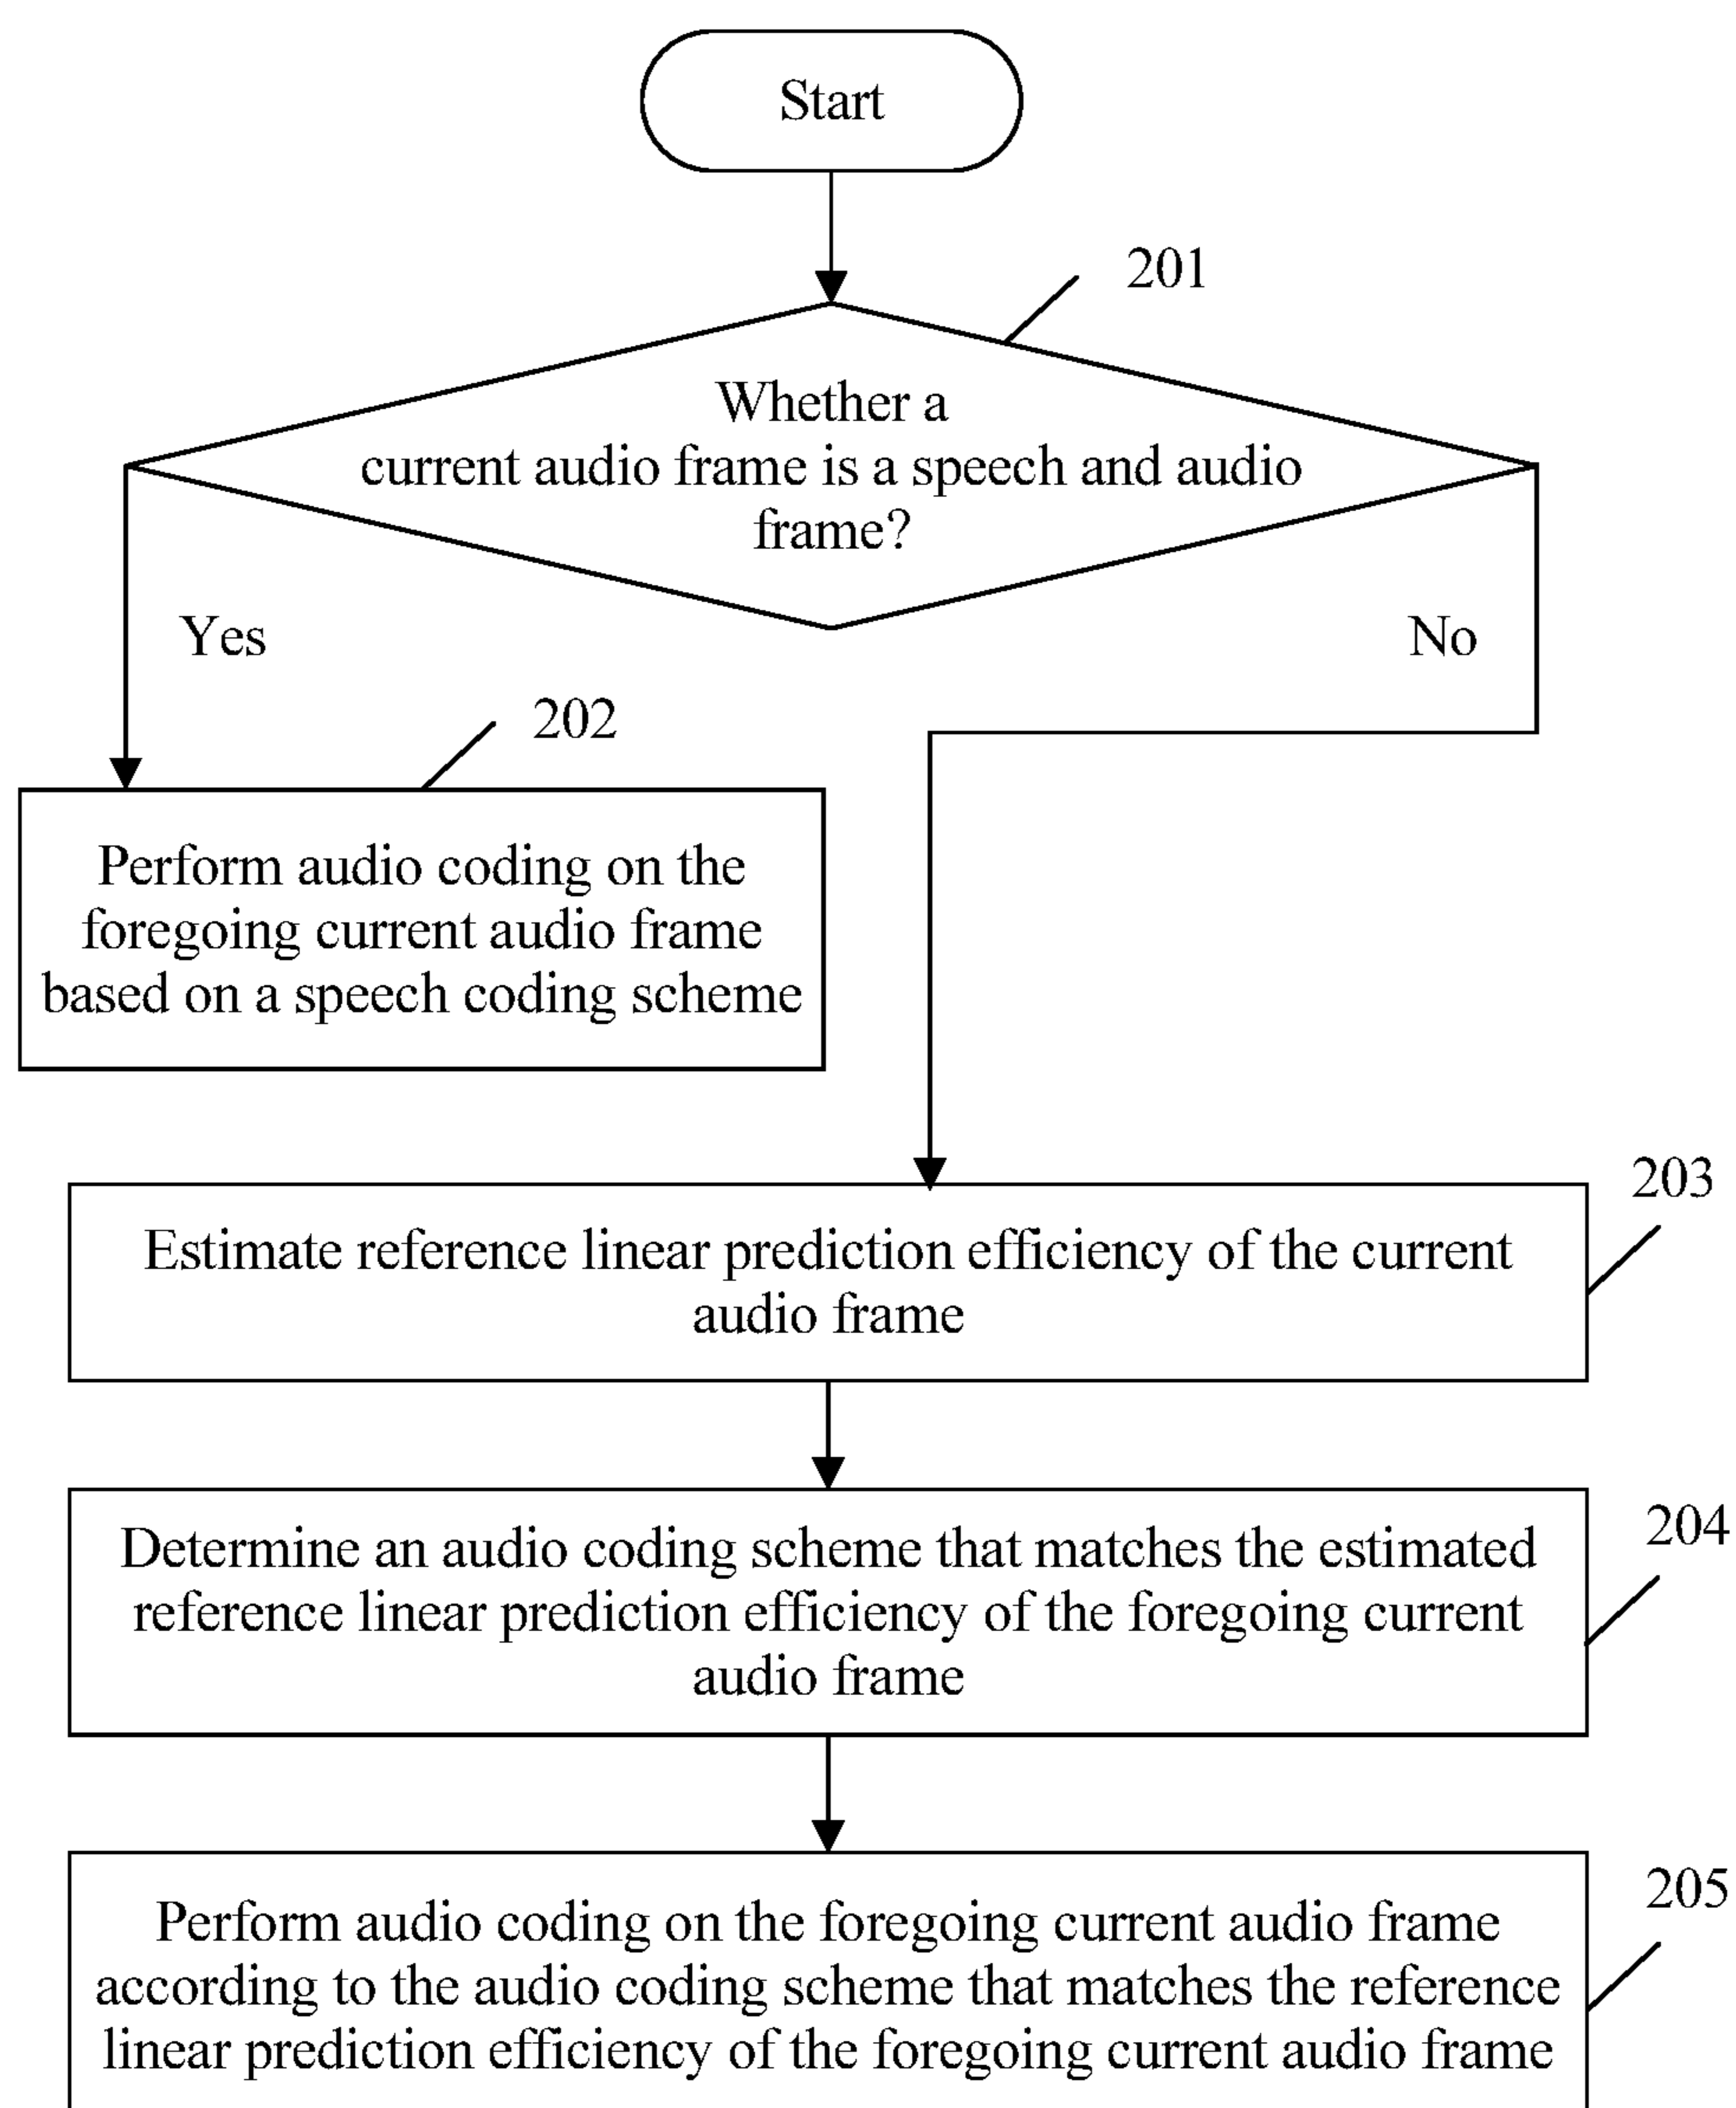 Start
201
Whether a
current audio frame is a speech and audio
frame?
Yes
No
202
Perform audio coding on the
foregoing current audio frame
based on a speech coding scheme
203
Estimate reference linear prediction efficiency of the current
audio frame
204
Determine an audio coding scheme that matches the estimated
reference linear prediction efficiency of the foregoing current
audio frame
205
Perform audio coding on the foregoing current audio frame
according to the audio coding scheme that matches the reference
linear prediction efficiency of the foregoing current audio frame